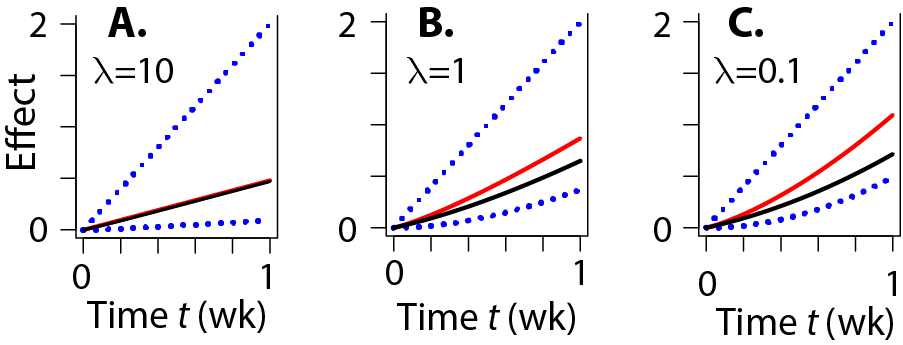 A. B. C.
λ=10 λ=1 λ=0.1
Effect
2 2 2
0 0 0
0 1 0 1 0 1
Time t (wk) Time t (wk) Time t (wk)